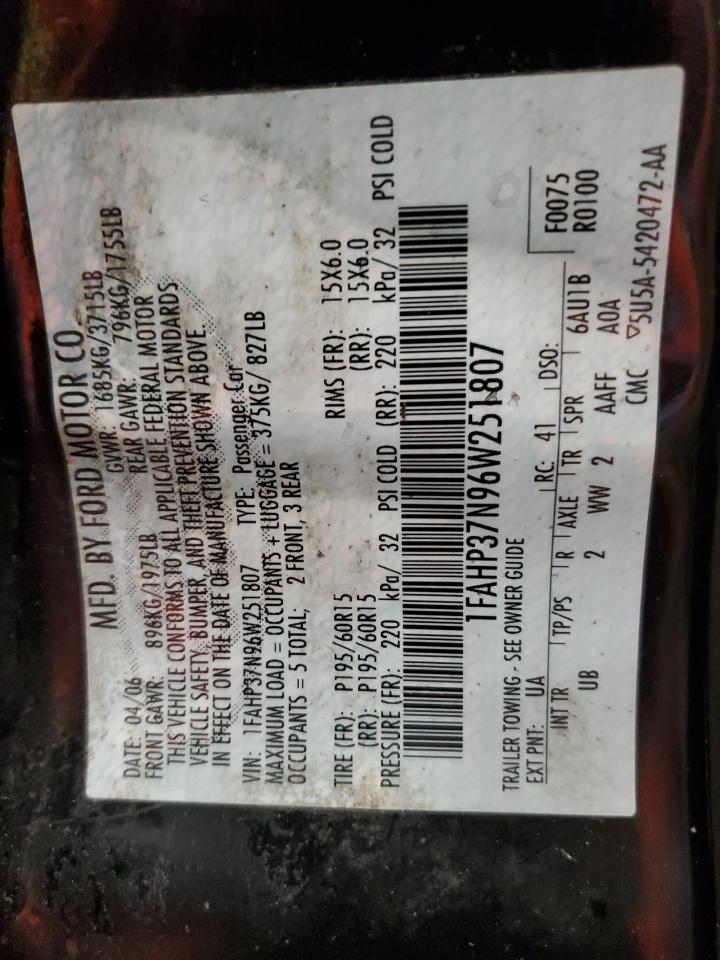 MFD. BY FORD MOTOR CO.
DATE: 04/06 GVWR: 1685KG/3715LB
FRONT GAWR: 896KG/1975LB REAR GAWR: 796KG/1755LB
THIS VEHICLE CONFORMS TO ALL APPLICABLE FEDERAL MOTOR
VEHICLE SAFETY, BUMPER, AND THEFT PREVENTION STANDARDS
IN EFFECT ON THE DATE OF MANUFACTURE SHOWN ABOVE.
VIN: 1FAHP37N96W251807 TYPE: Passenger Car
MAXIMUM LOAD = OCCUPANTS + LUGGAGE = 375KG/ 827LB
OCCUPANTS = 5 TOTAL; 2 FRONT, 3 REAR
TIRE (FR): P195/60R15 RIMS (FR): 15X6.0
(RR): P195/60R15 (RR): 15X6.0
PRESSURE (FR): 220 kPa/ 32 PSI COLD (RR): 220 kPa/ 32 PSI COLD
1FAHP37N96W251807
TRAILER TOWING - SEE OWNER GUIDE
F0075
EXT PNT: UA RC: 41 DSO: R0100
INT TR TP/PS R AXLE TR SPR 6AU1B
UB 2 WW 2 AAFF A0A
CMC ▽5U5A-5420472-AA